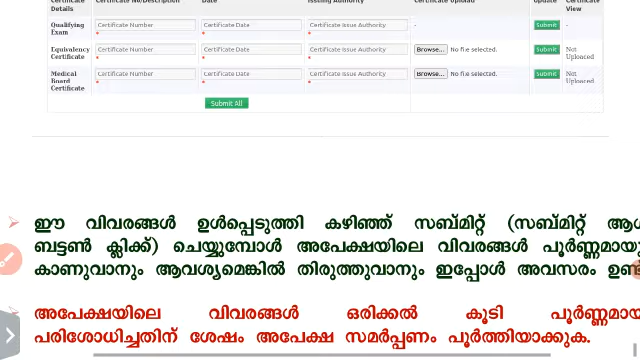 Certificate Details Certificate No/Description Date Issuing Authority Certificate Upload Update Certificate View
Qualifying Exam Certificate Number Certificate Date Certificate Issue Authority - Submit -
* * *
Equivalency Certificate Certificate Number Certificate Date Certificate Issue Authority Browse... No file selected. Submit Not Uploaded
* * *
Medical Board Certificate Certificate Number Certificate Date Certificate Issue Authority Browse... No file selected. Submit Not Uploaded
* * *
Submit All
ഈ വിവരങ്ങൾ ഉൾപ്പെടുത്തി കഴിഞ്ഞ് സബ്മിറ്റ് (സബ്മിറ്റ്
ബട്ടൺ ക്ലിക്ക്) ചെയ്യുമ്പോൾ അപേക്ഷയിലെ വിവരങ്ങൾ
കാണുവാനും ആവശ്യമെങ്കിൽ തിരുത്തുവാനും ഇപ്പോൾ അവസരം
അപേക്ഷയിലെ വിവരങ്ങൾ ഒരിക്കൽ കൂടി
പരിശോധിച്ചതിന് ശേഷം അപേക്ഷ സമർപ്പണം പൂർത്തിയാക്കുക.